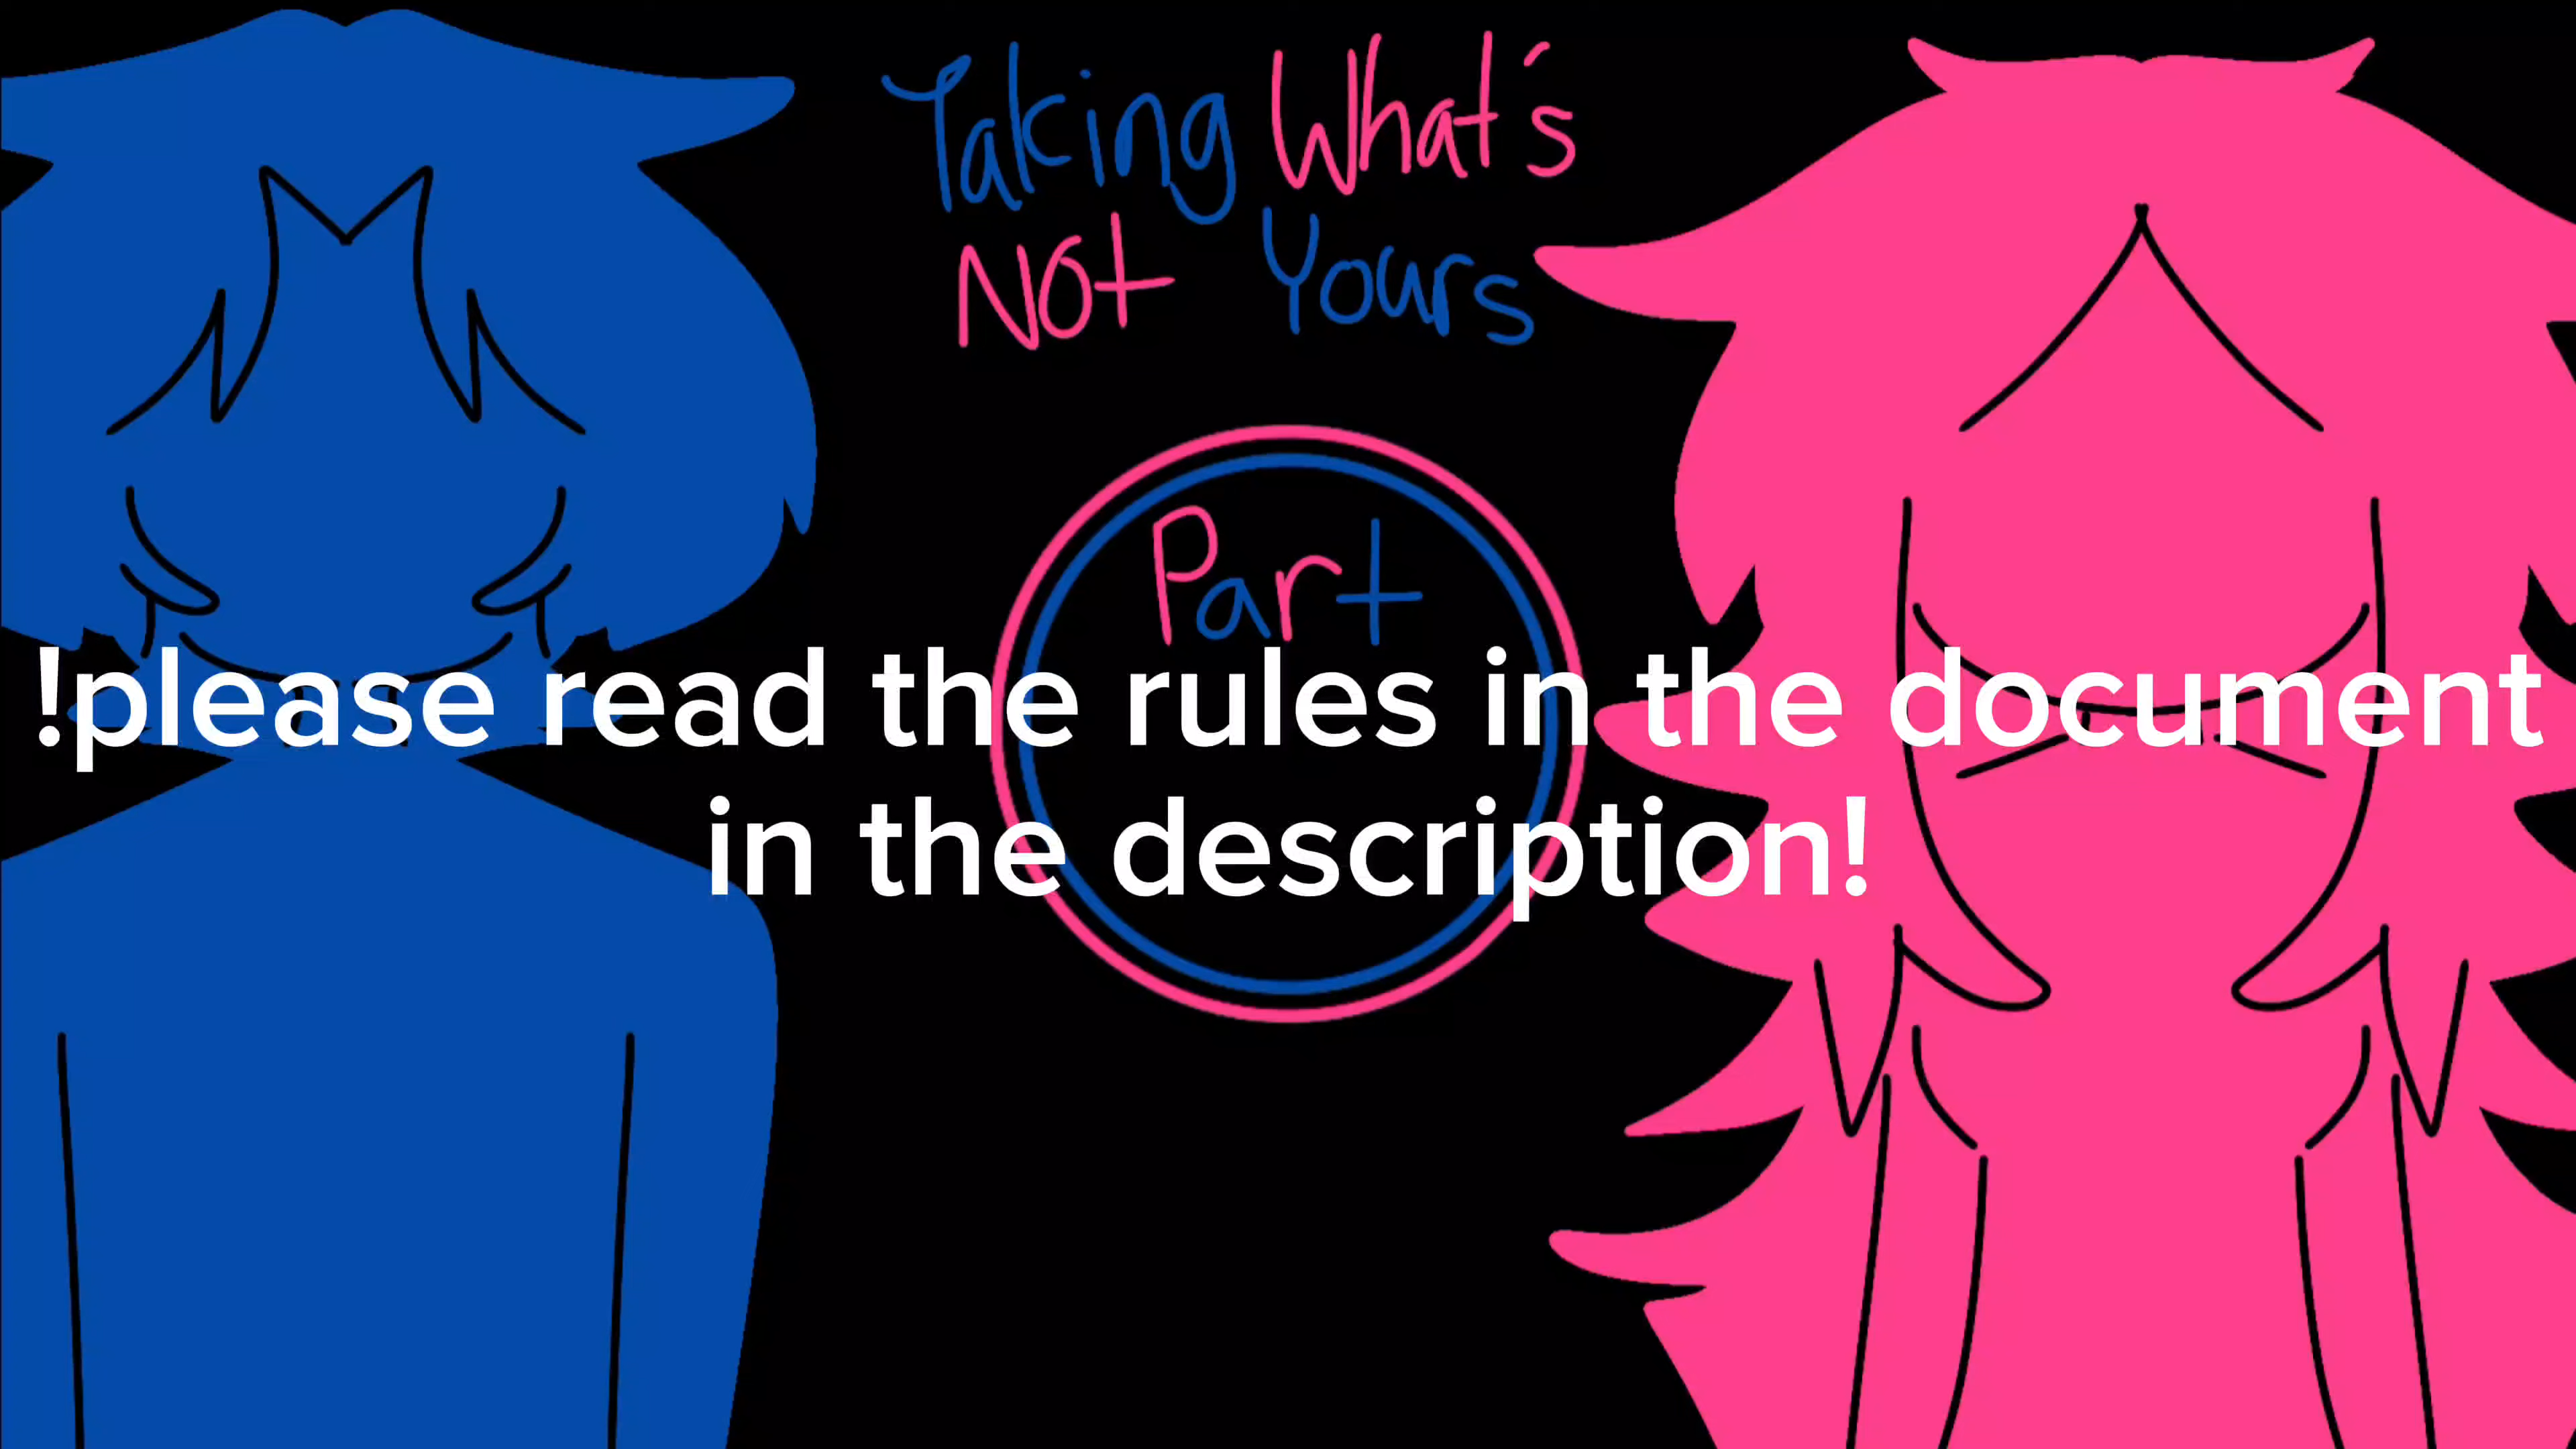 Taking What's
Not Yours
Part
!please read the rules in the document
in the description!